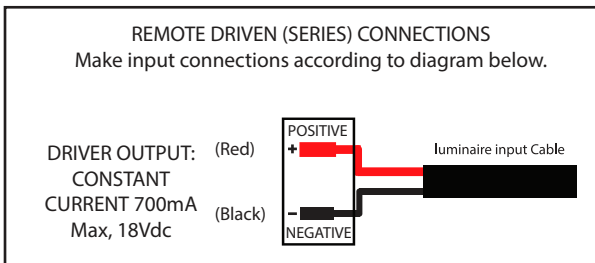 REMOTE DRIVEN (SERIES) CONNECTIONS
Make input connections according to diagram below.
DRIVER OUTPUT:
CONSTANT
CURRENT 700mA
Max, 18Vdc
(Red)
(Black)
POSITIVE
+
-
NEGATIVE
luminaire input Cable